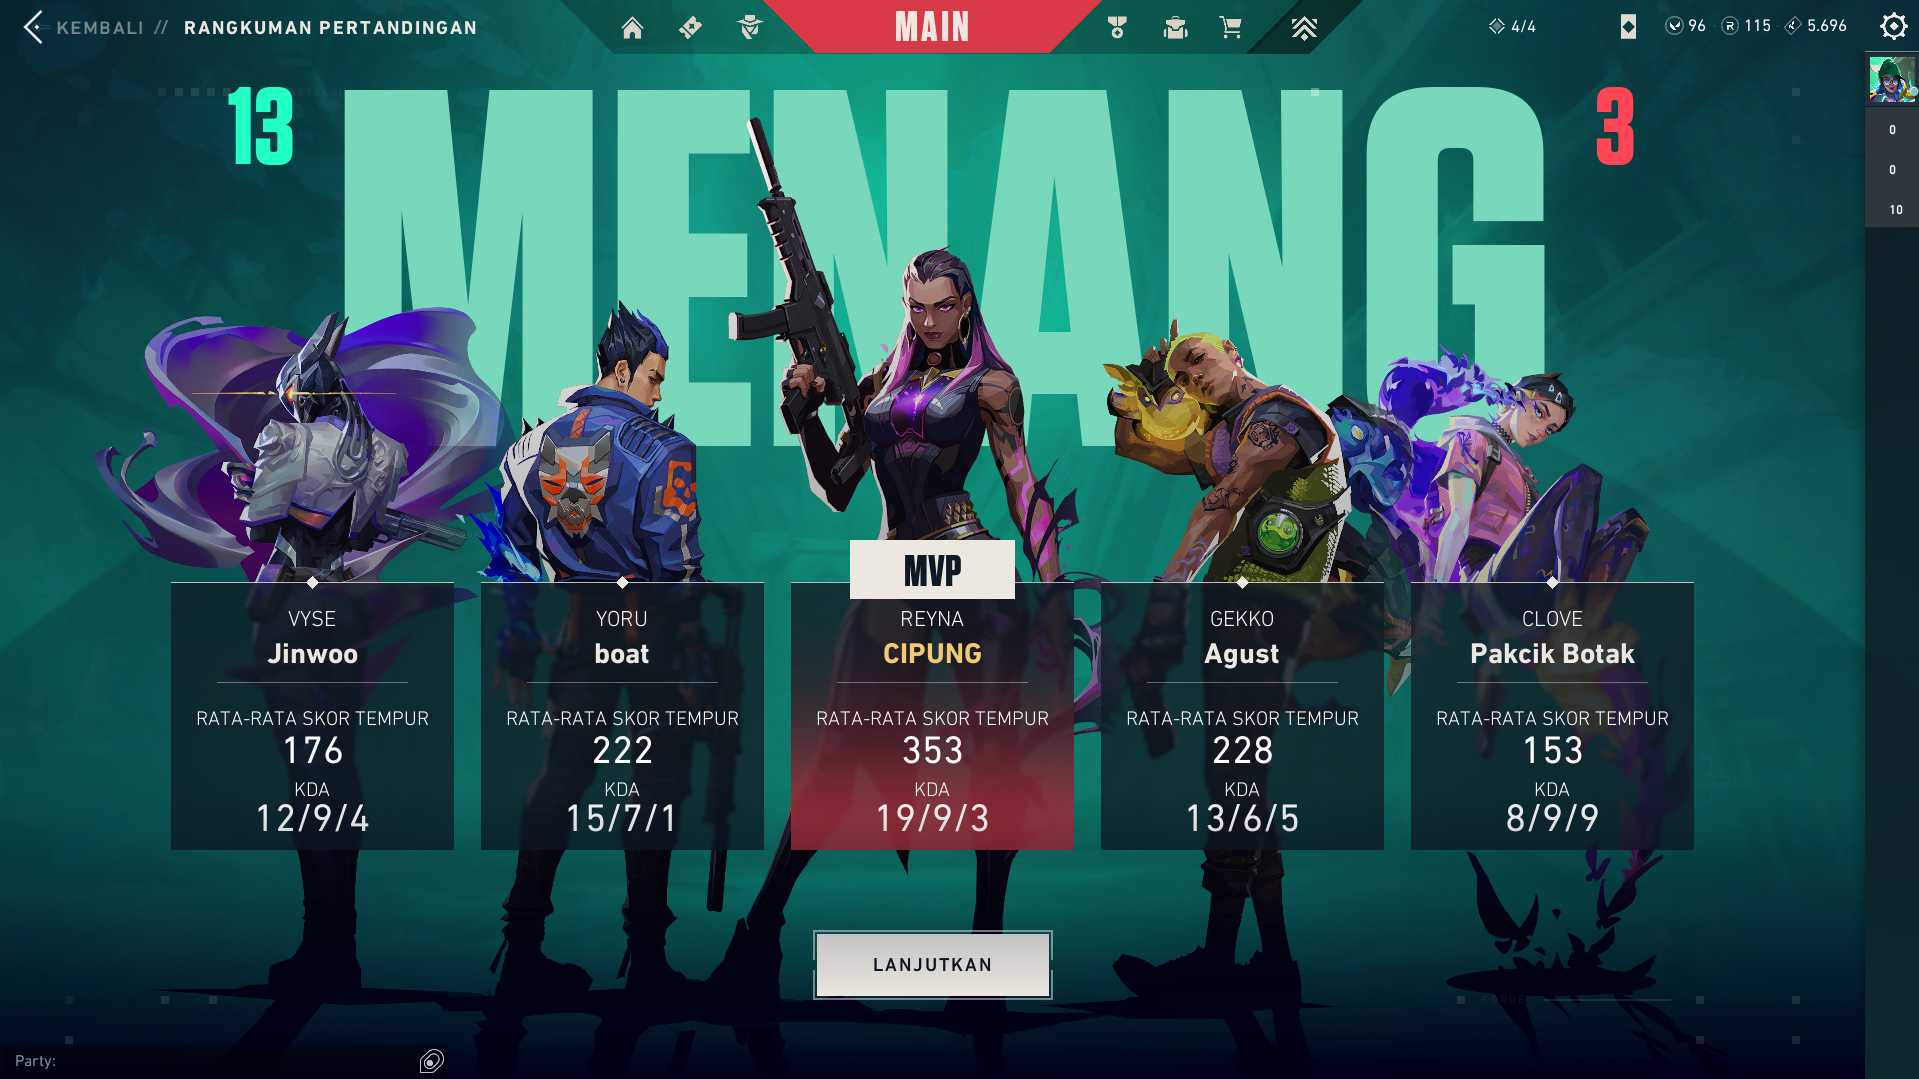 KEMBALI // RANGKUMAN PERTANDINGAN
MAIN
4/4
96
115
5.696
13
MENANG
3
0
0
10
MVP
VYSE
Jinwoo
RATA-RATA SKOR TEMPUR
176
KDA
12/9/4
YORU
boat
RATA-RATA SKOR TEMPUR
222
KDA
15/7/1
REYNA
CIPUNG
RATA-RATA SKOR TEMPUR
353
KDA
19/9/3
GEKKO
Agust
RATA-RATA SKOR TEMPUR
228
KDA
13/6/5
CLOVE
Pakcik Botak
RATA-RATA SKOR TEMPUR
153
KDA
8/9/9
LANJUTKAN
Party: